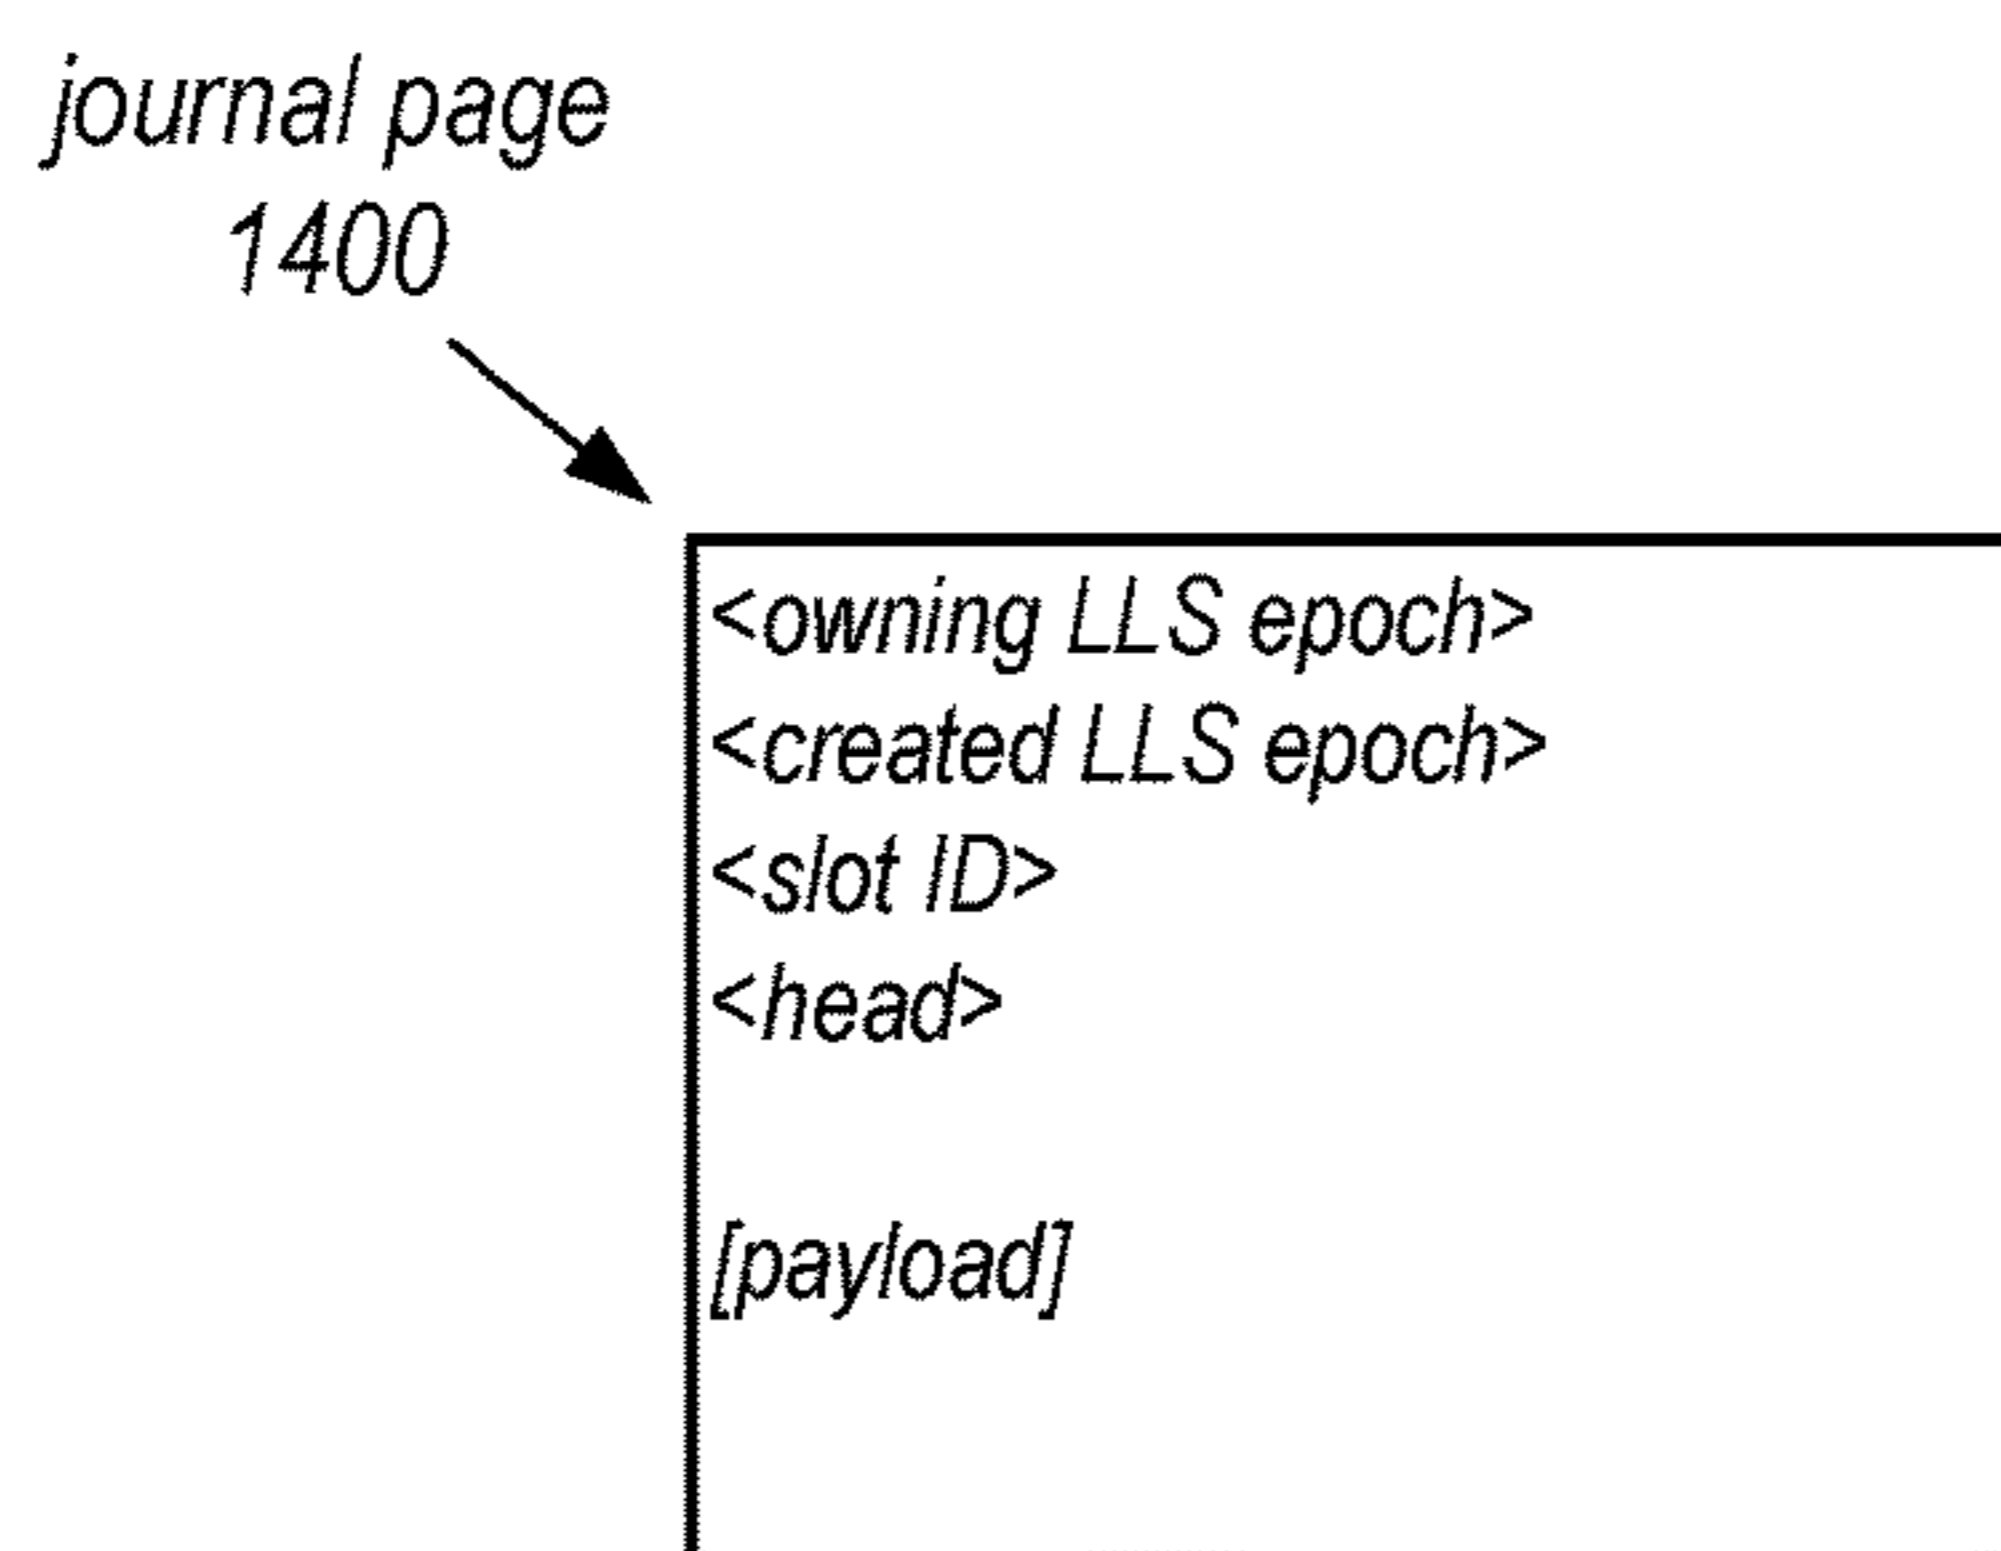 journal page
1400
<owning LLS epoch>
<created LLS epoch>
<slot ID>
<head>
[payload]